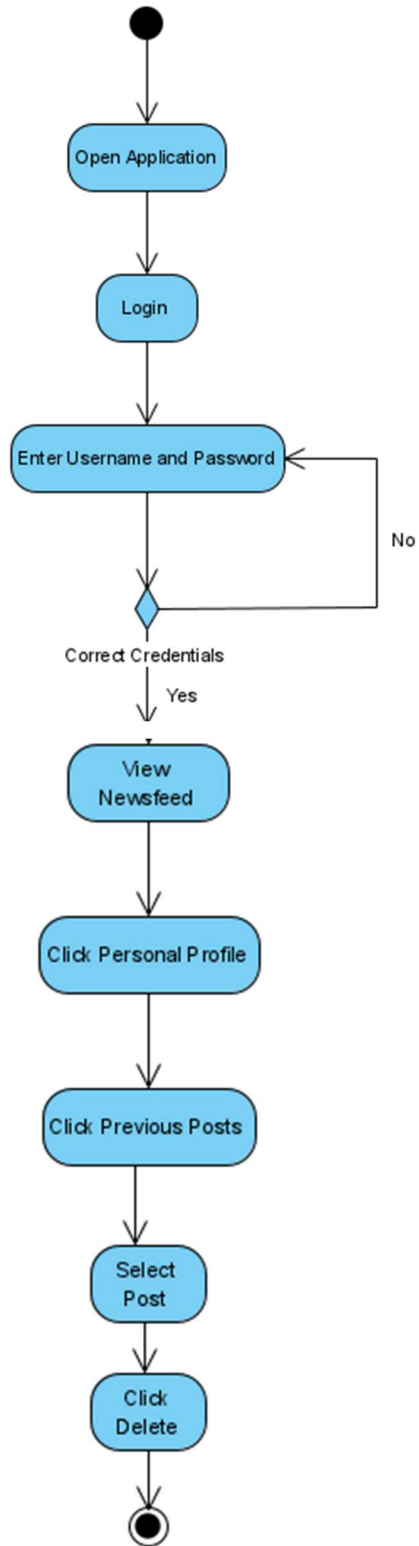 Open Application
Login
Enter Username and Password
No
Correct Credentials
Yes
View
Newsfeed
Click Personal Profile
Click Previous Posts
Select
Post
Click
Delete